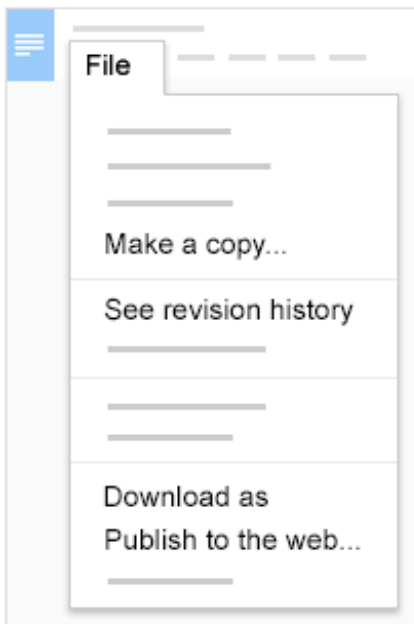 File
Make a copy...
See revision history
Download as
Publish to the web...